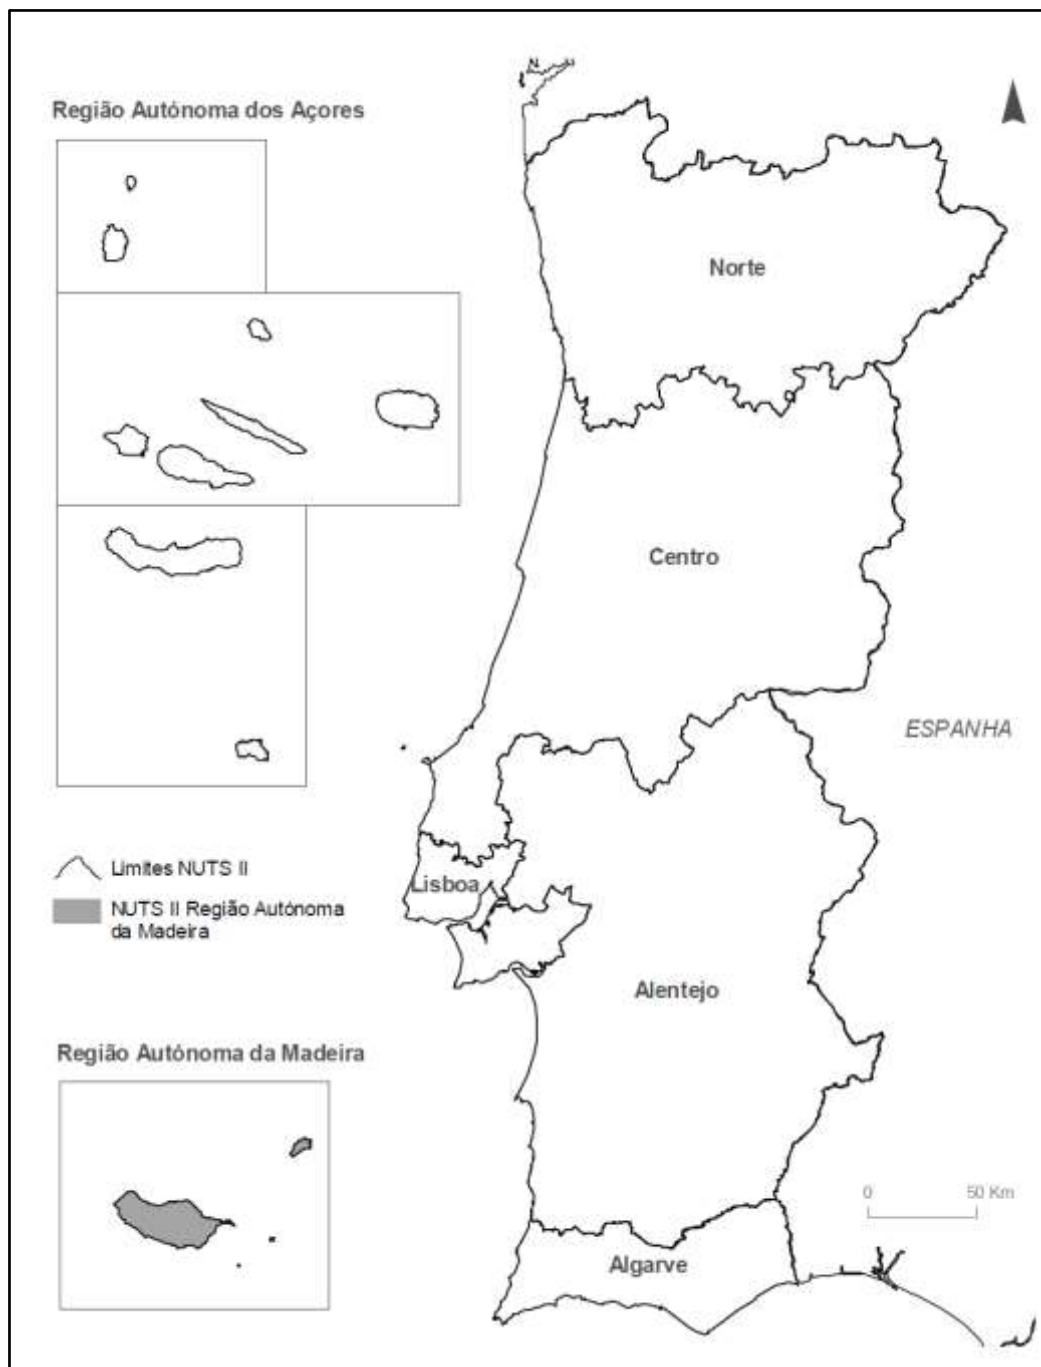 Região Autónoma dos Açores
Norte
Centro
ESPANHA
Limites NUTS II
NUTS II Região Autónoma
da Madeira
Lisboa
Alentejo
Região Autónoma da Madeira
0 50 Km
Algarve